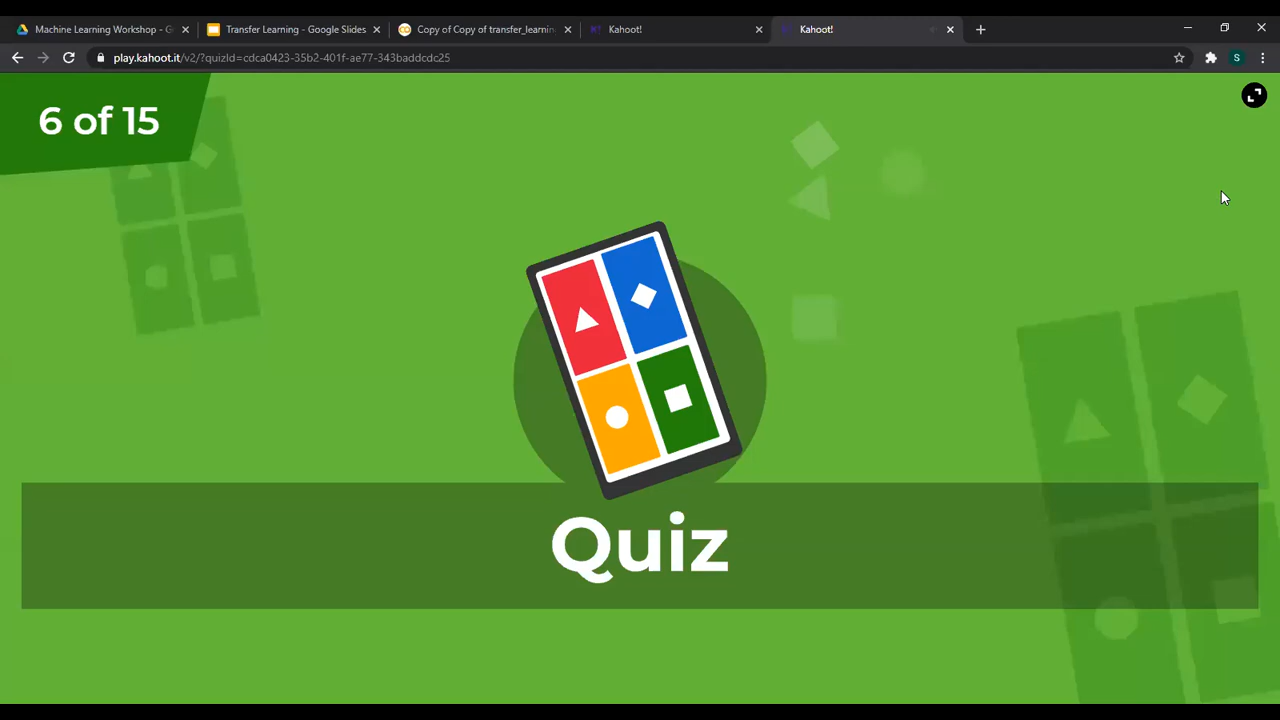 Machine Learning Workshop - G
Transfer Learning - Google Slides
Copy of Copy of transfer_learnin
Kahoot!
Kahoot!
play.kahoot.it/v2/?quizId=cdca0423-35b2-401f-ae77-343baddcdc25
S
6 of 15
Quiz